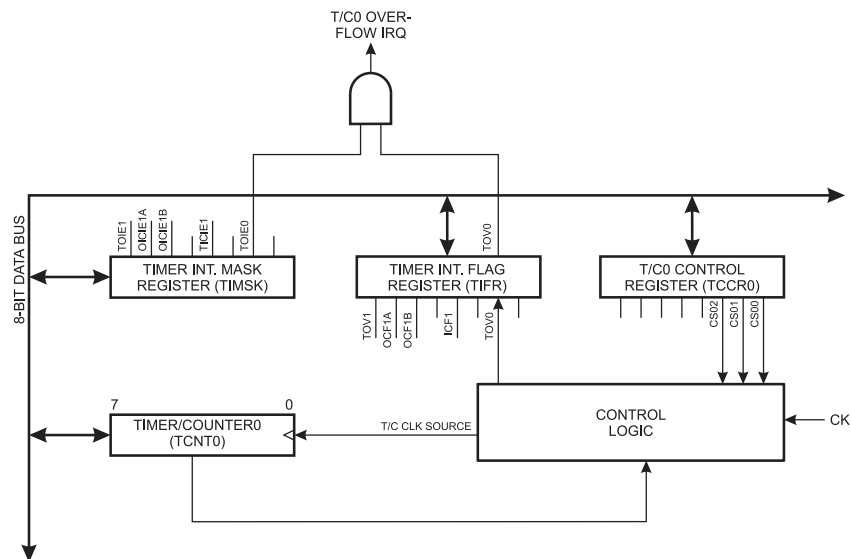 T/C0 OVER-
FLOW IRQ
8-BIT DATA BUS
TOIE1
OICIE1A
OICIE1B
TICIE1
TOIE0
TOV0
TIMER INT. MASK
REGISTER (TIMSK)
TIMER INT. FLAG
REGISTER (TIFR)
T/C0 CONTROL
REGISTER (TCCR0)
TOV1
OCF1A
OCF1B
ICF1
TOV0
CS02
CS01
CS00
7
0
TIMER/COUNTER0
(TCNT0)
T/C CLK SOURCE
CONTROL
LOGIC
CK